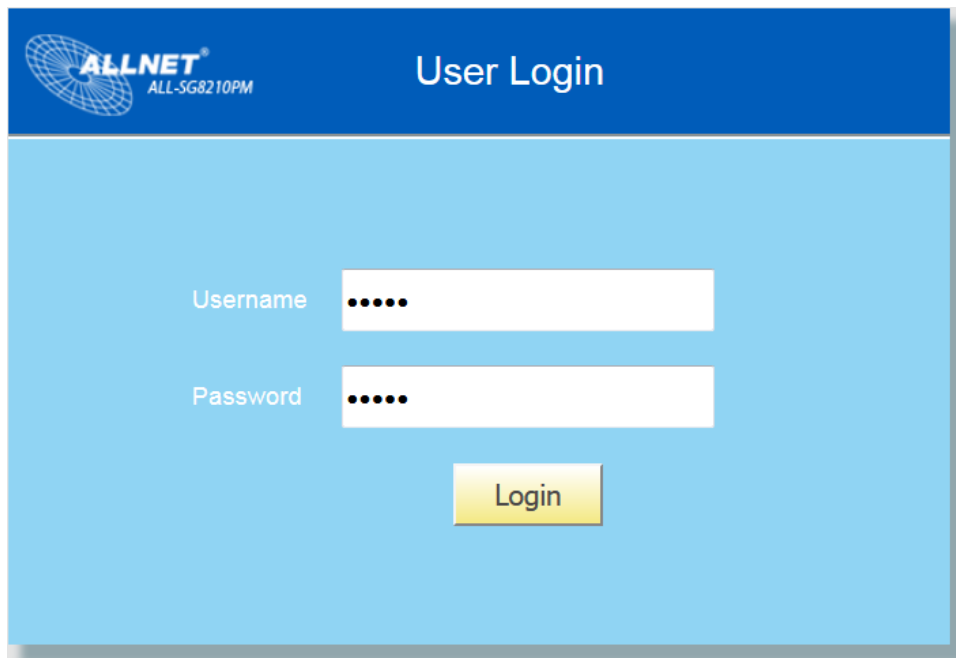 ALLNET®
ALL-SG8210PM
User Login
Username •••••
Password •••••
Login